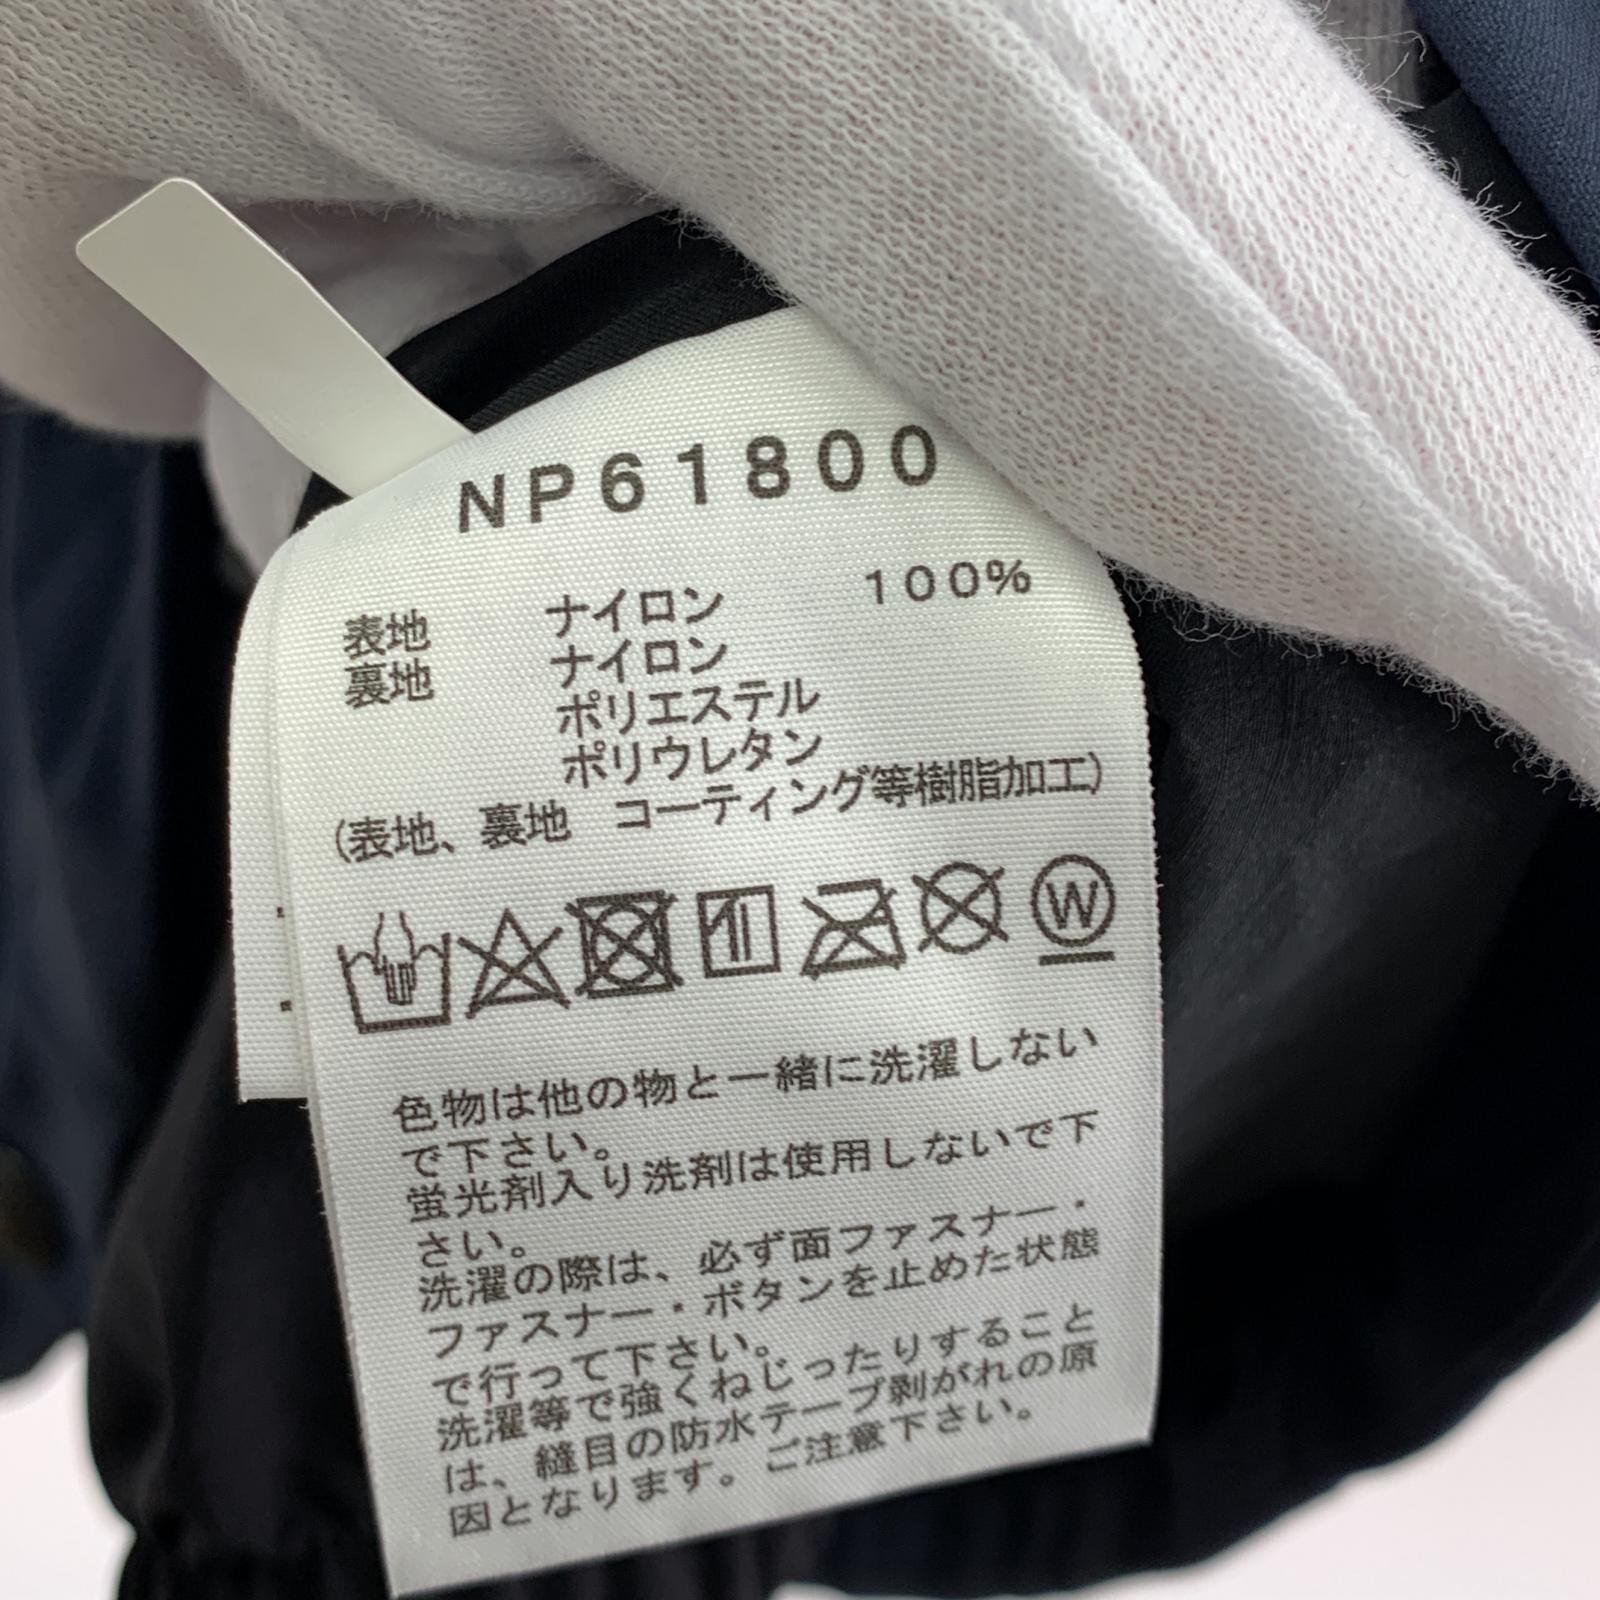 NP61800
表地 ナイロン 100%
裏地 ナイロン
ポリエステル
ポリウレタン
(表地、裏地 コーティング等樹脂加工)
W
色物は他の物と一緒に洗濯しない
で下さい。
蛍光剤入り洗剤は使用しないで下
さい。
洗濯の際は、必ず面ファスナー・
ファスナー・ボタンを止めた状態
で行って下さい。
洗濯等で強くねじったりすること
は、縫目の防水テープ剥がれの原
因となります。ご注意下さい。